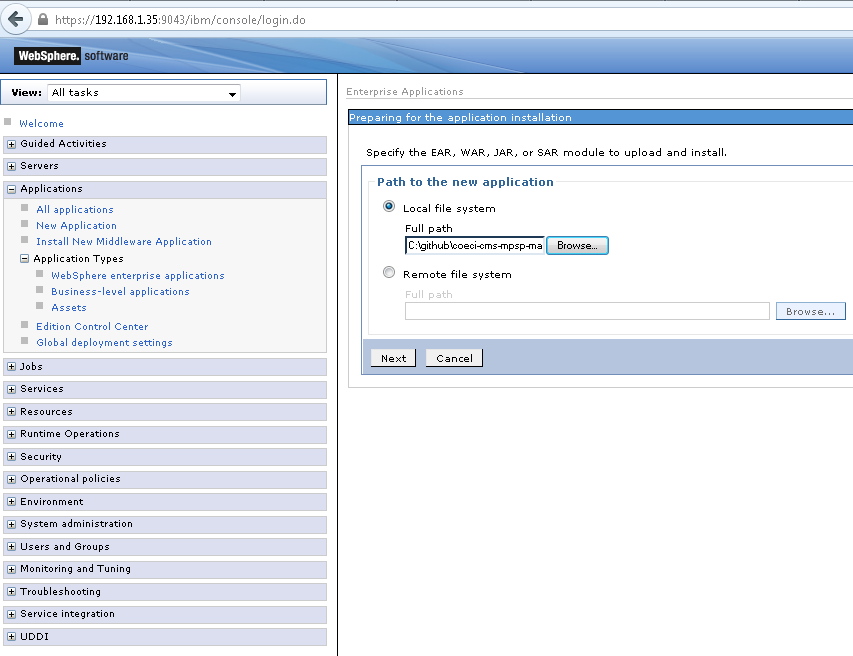 https://192.168.1.35:9043/ibm/console/login.do
WebSphere. software
View: All tasks
Welcome
Guided Activities
Servers
Applications
All applications
New Application
Install New Middleware Application
Application Types
WebSphere enterprise applications
Business-level applications
Assets
Edition Control Center
Global deployment settings
Jobs
Services
Resources
Runtime Operations
Security
Operational policies
Environment
System administration
Users and Groups
Monitoring and Tuning
Troubleshooting
Service integration
UDDI
Enterprise Applications
Preparing for the application installation
Specify the EAR, WAR, JAR, or SAR module to upload and install.
Path to the new application
Local file system
Full path
C:\github\coeci-cms-mpsp-ma Browse...
Remote file system
Full path
Browse...
Next Cancel